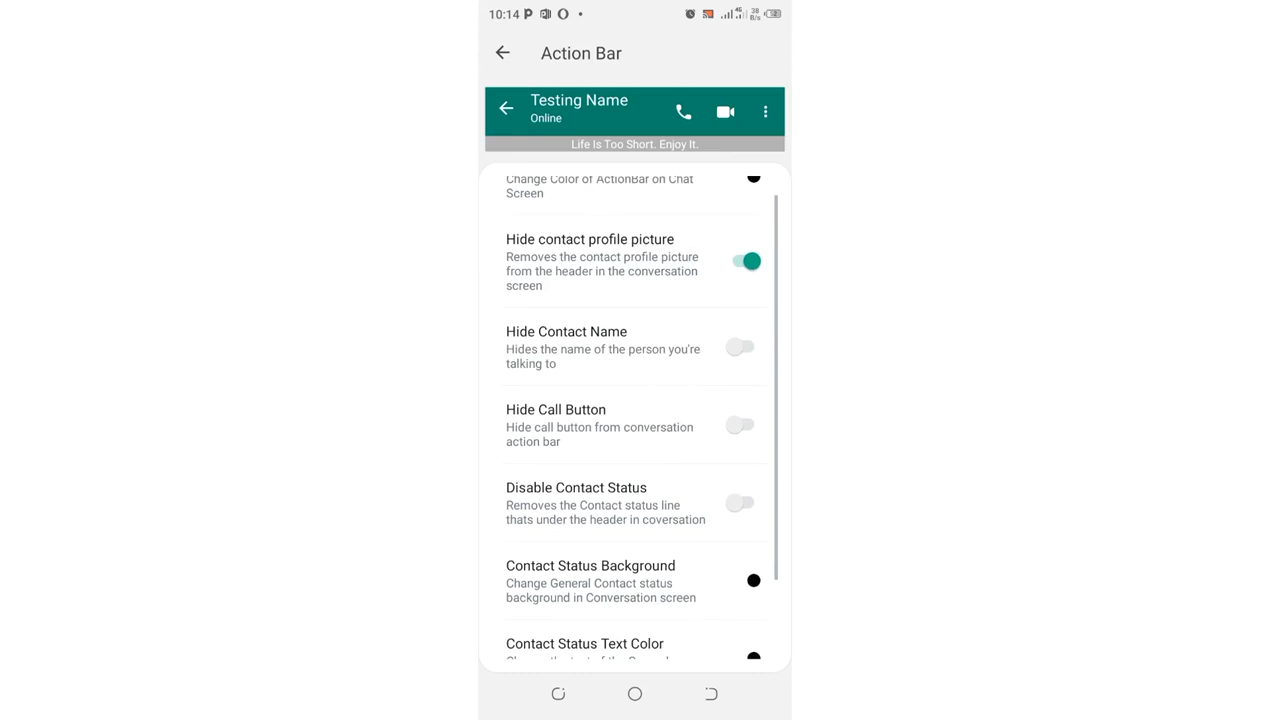 10:14
4G 38 B/s
Action Bar
Testing Name
Online
Life Is Too Short. Enjoy It.
Change Color of ActionBar on Chat
Screen
Hide contact profile picture
Removes the contact profile picture
from the header in the conversation
screen
Hide Contact Name
Hides the name of the person you're
talking to
Hide Call Button
Hide call button from conversation
action bar
Disable Contact Status
Removes the Contact status line
thats under the header in coversation
Contact Status Background
Change General Contact status
background in Conversation screen
Contact Status Text Color